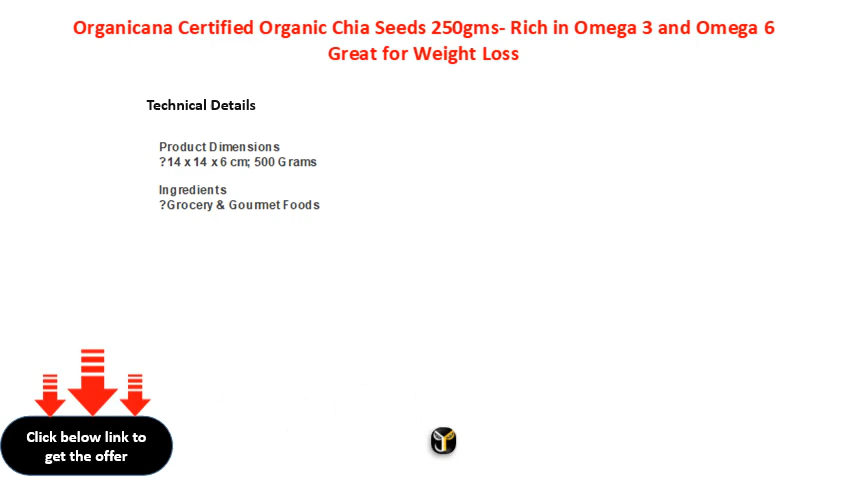 Organicana Certified Organic Chia Seeds 250gms- Rich in Omega 3 and Omega 6
Great for Weight Loss
Technical Details
Product Dimensions
?14 x 14 x 6 cm; 500 Grams
Ingredients
?Grocery & Gourmet Foods
Click below link to
get the offer